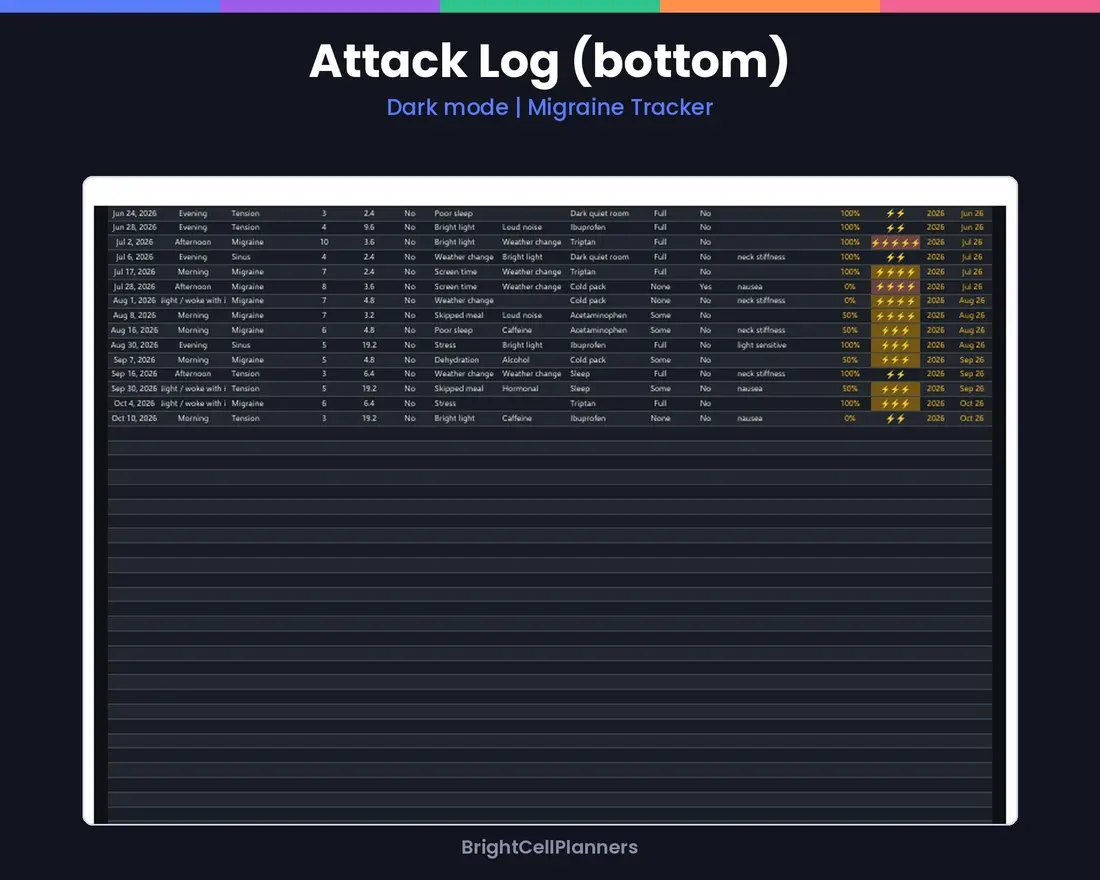 Attack Log (bottom)
Dark mode | Migraine Tracker
Jun 24, 2026 Evening Tension 3 2.4 No Poor sleep Dark quiet room Full No 100% ⚡⚡ 2026 Jun 26
Jun 28, 2026 Evening Tension 4 9.6 No Bright light Loud noise Ibuprofen Full No 100% ⚡⚡ 2026 Jun 26
Jul 2, 2026 Afternoon Migraine 10 3.6 No Bright light Weather change Triptan Full No 100% ⚡⚡⚡⚡⚡ 2026 Jul 26
Jul 6, 2026 Evening Sinus 4 2.4 No Weather change Bright light Dark quiet room Full No neck stiffness 100% ⚡⚡ 2026 Jul 26
Jul 17, 2026 Morning Migraine 7 2.4 No Screen time Weather change Triptan Full No 100% ⚡⚡⚡⚡ 2026 Jul 26
Jul 28, 2026 Afternoon Migraine 8 3.6 No Screen time Weather change Cold pack None Yes nausea 0% ⚡⚡⚡⚡ 2026 Jul 26
Aug 1, 2026 light / woke with i Migraine 7 4.8 No Weather change Cold pack None No neck stiffness 0% ⚡⚡⚡⚡ 2026 Aug 26
Aug 8, 2026 Morning Migraine 7 3.2 No Skipped meal Loud noise Acetaminophen Some No 50% ⚡⚡⚡⚡ 2026 Aug 26
Aug 16, 2026 Morning Migraine 6 4.8 No Poor sleep Caffeine Acetaminophen Some No neck stiffness 50% ⚡⚡⚡ 2026 Aug 26
Aug 30, 2026 Evening Sinus 5 19.2 No Stress Bright light Ibuprofen Full No light sensitive 100% ⚡⚡⚡ 2026 Aug 26
Sep 7, 2026 Morning Migraine 5 4.8 No Dehydration Alcohol Cold pack Some No 50% ⚡⚡⚡ 2026 Sep 26
Sep 16, 2026 Afternoon Tension 3 6.4 No Weather change Weather change Sleep Full No neck stiffness 100% ⚡⚡ 2026 Sep 26
Sep 30, 2026 light / woke with i Tension 5 19.2 No Skipped meal Hormonal Sleep Some No nausea 50% ⚡⚡⚡ 2026 Sep 26
Oct 4, 2026 light / woke with i Migraine 6 6.4 No Stress Triptan Full No 100% ⚡⚡⚡ 2026 Oct 26
Oct 10, 2026 Morning Tension 3 19.2 No Bright light Caffeine Ibuprofen None No nausea 0% ⚡⚡ 2026 Oct 26
BrightCellPlanners